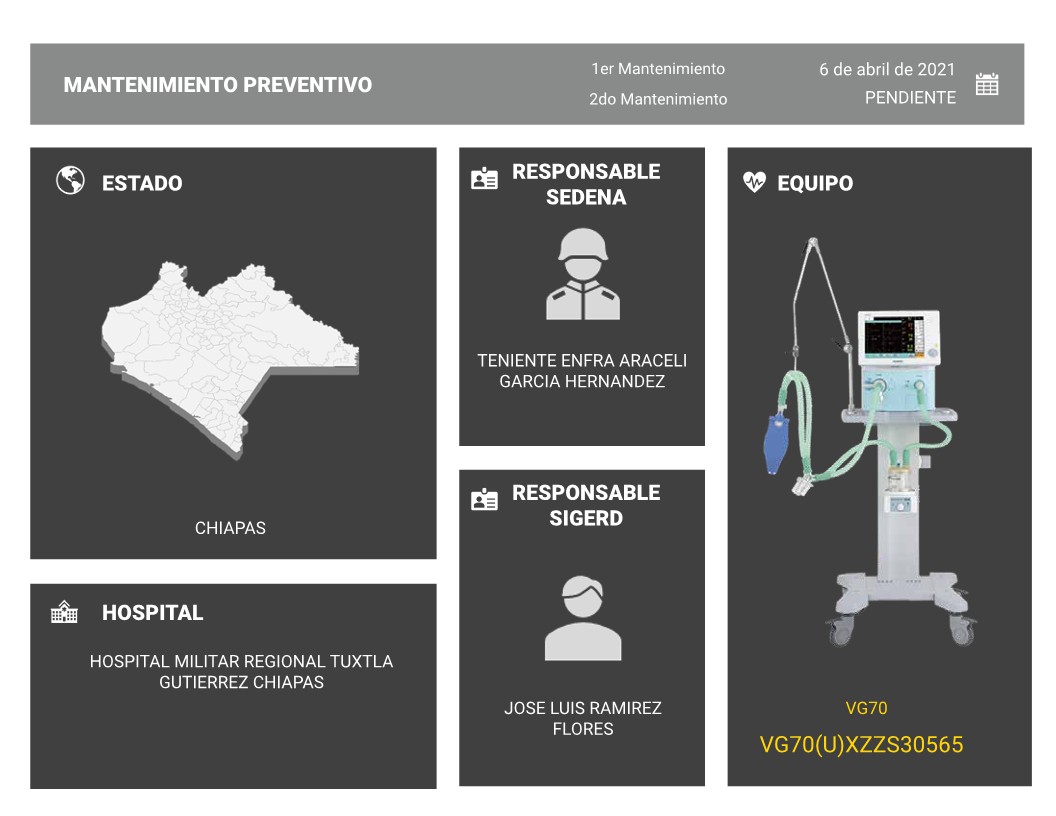 MANTENIMIENTO PREVENTIVO
1er Mantenimiento
6 de abril de 2021
2do Mantenimiento
PENDIENTE
ESTADO
CHIAPAS
HOSPITAL
HOSPITAL MILITAR REGIONAL TUXTLA
GUTIERREZ CHIAPAS
RESPONSABLE
SEDENA
TENIENTE ENFRA ARACELI
GARCIA HERNANDEZ
RESPONSABLE
SIGERD
JOSE LUIS RAMIREZ
FLORES
EQUIPO
VG70
VG70(U)XZZS30565